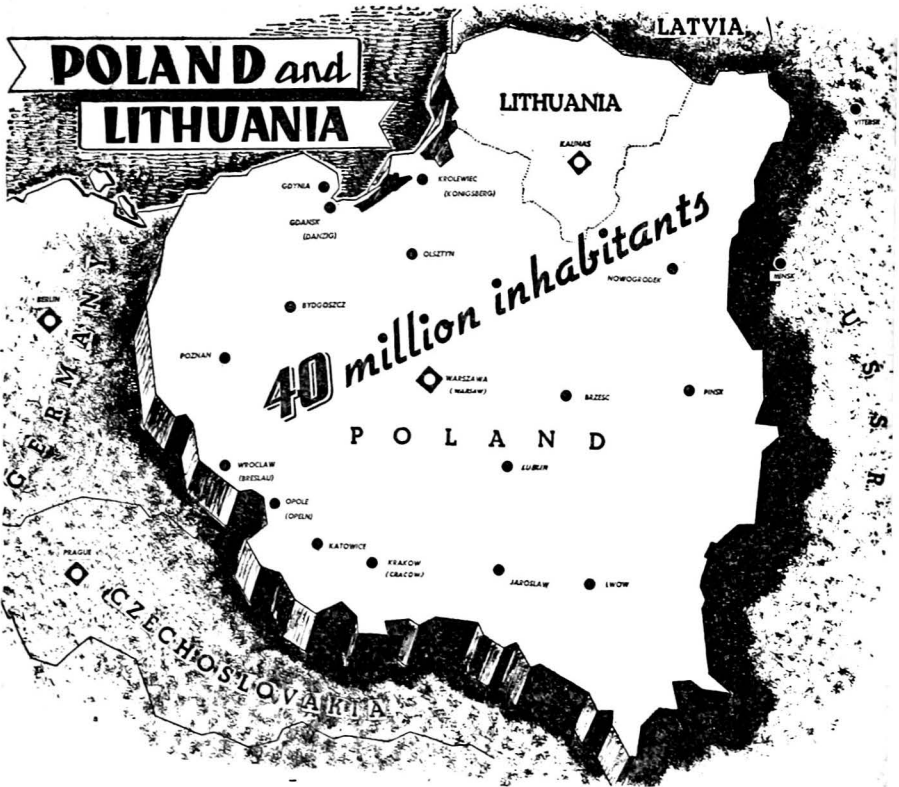 LATVIA
POLAND and
LITHUANIA
LITHUANIA
VITEBSK
KAUNAS
KROLEWIEC
(KONIGSBERG)
GDYNIA
GDANSK
(DANZIG)
OLSZTYN
NOWOGRODEK
MINSK
BERLIN
BYDGOSZCZ
40 million inhabitants
POZNAN
WARSZAWA
(WARSAW)
BRZESC
PINSK
GERMANY
U.S.S.R.
POLAND
WROCLAW
(BRESLAU)
LUBLIN
OPOLE
(OPELN)
KATOWICE
PRAGUE
KRAKOW
(CRACOW)
JAROSLAW
LWOW
CZECHOSLOVAKIA